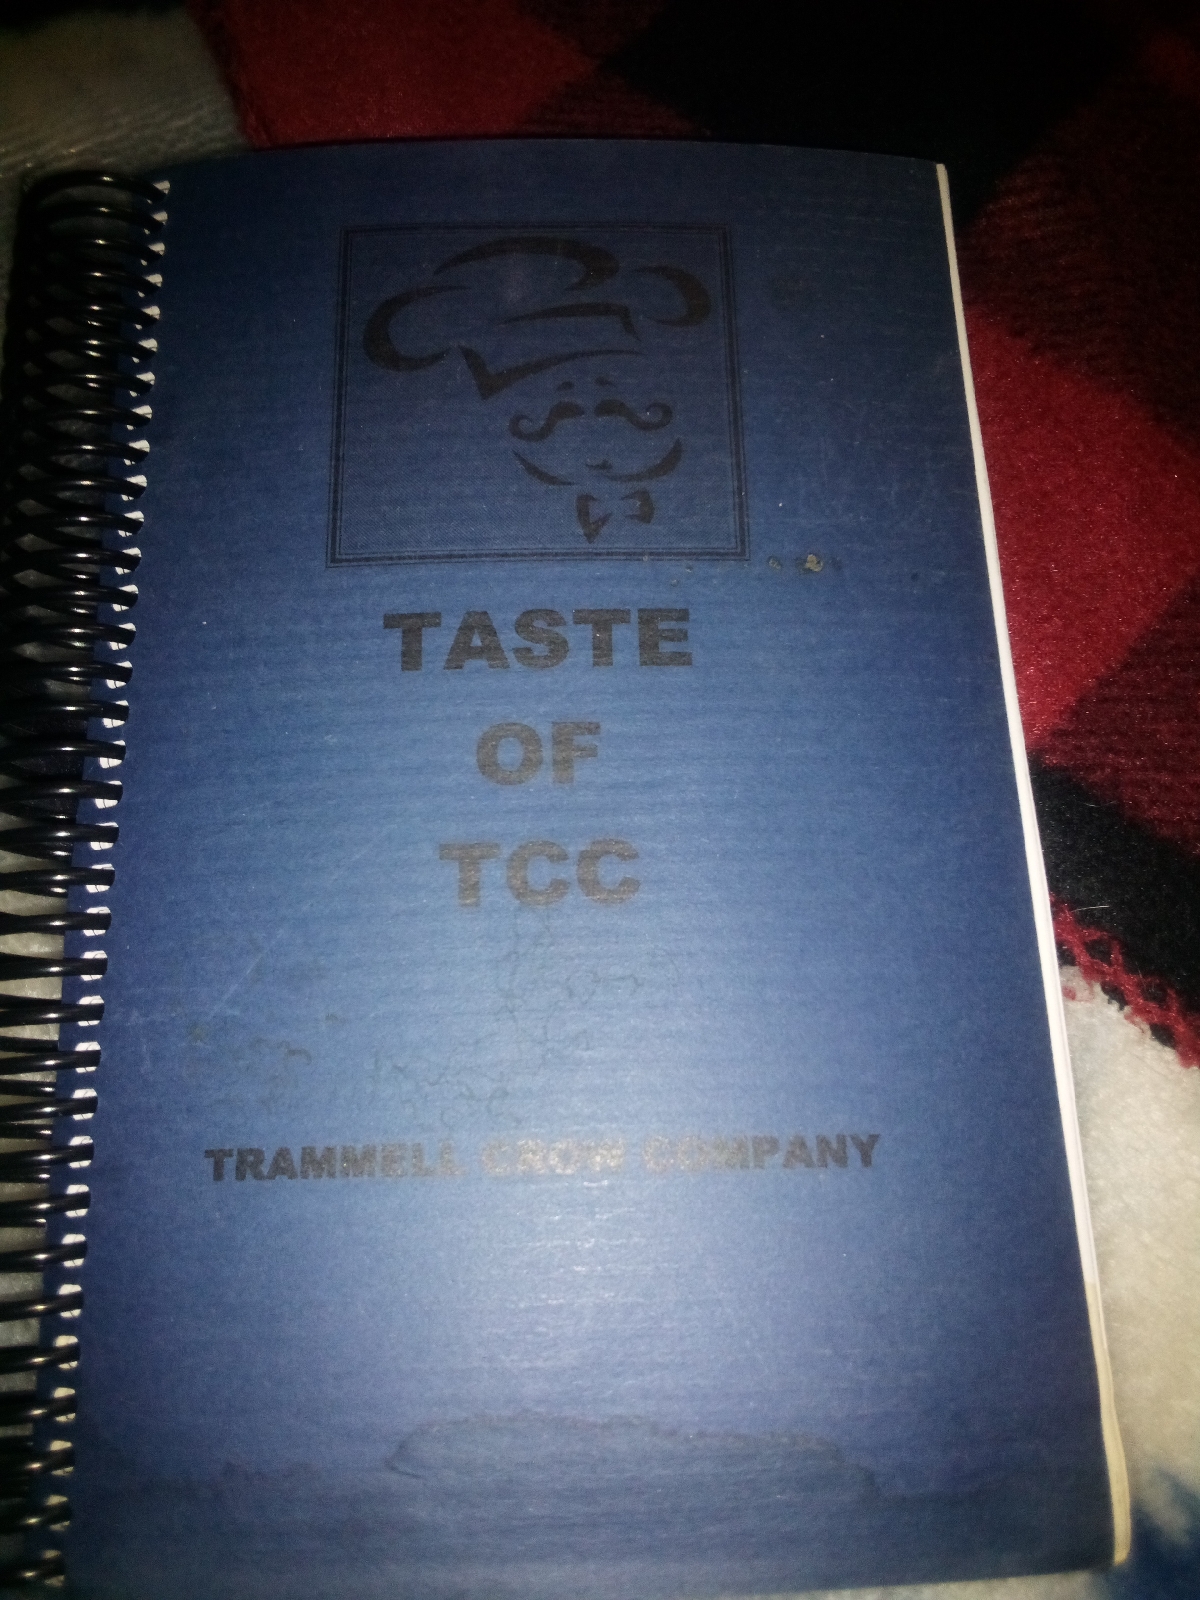 TASTE
OF
TCC
TRAMMELL CROW COMPANY